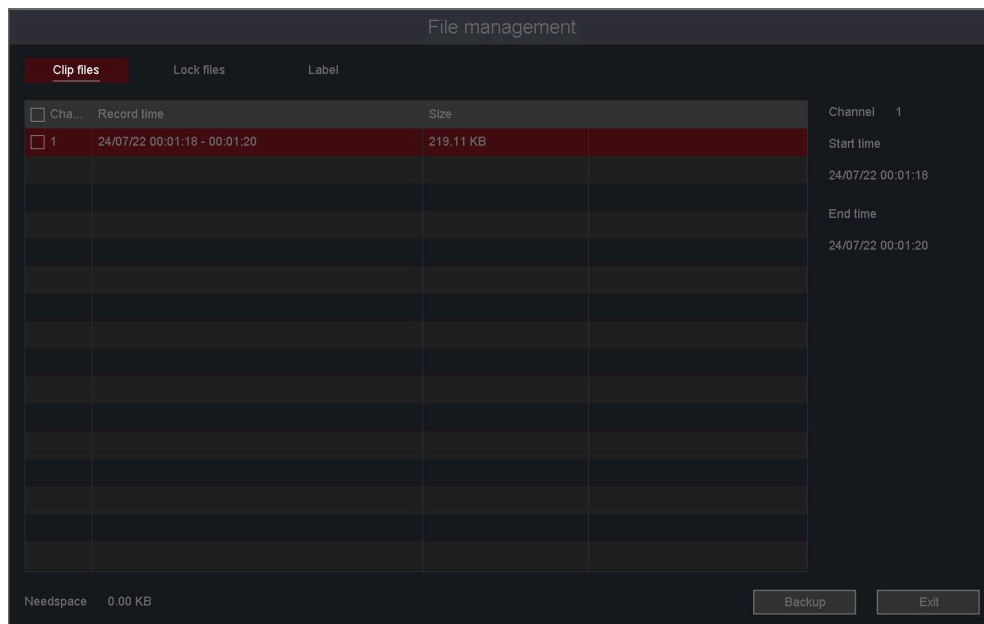 File management
Clip files Lock files Label
Cha... Record time Size
1 24/07/22 00:01:18 - 00:01:20 219.11 KB
Channel 1
Start time
24/07/22 00:01:18
End time
24/07/22 00:01:20
Needspace 0.00 KB
Backup Exit